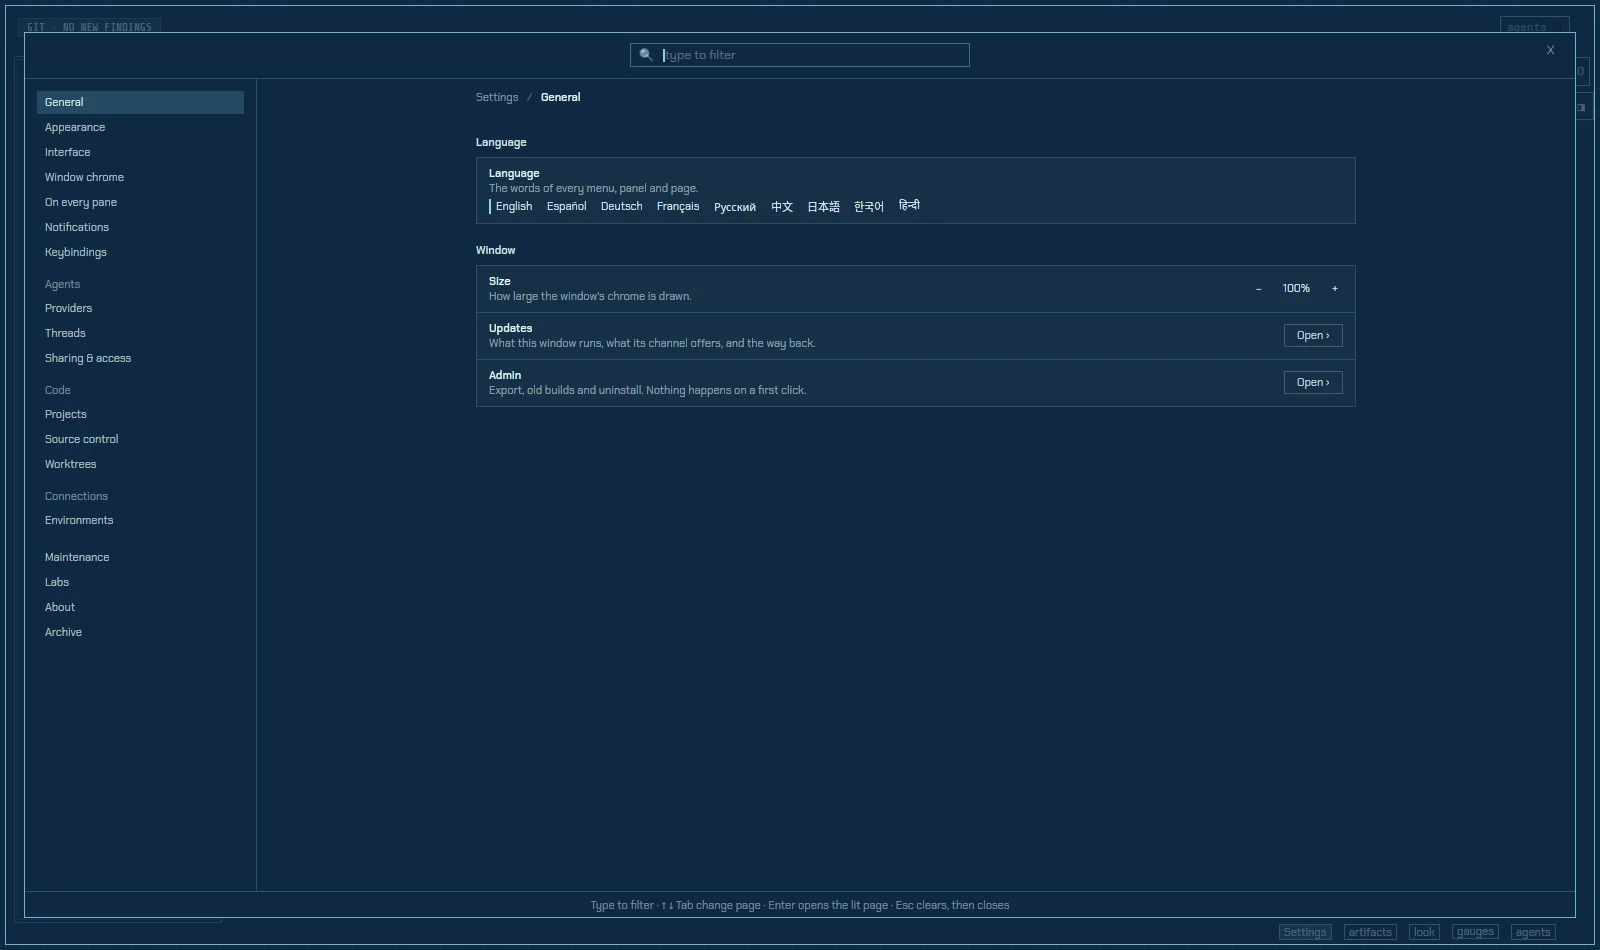 GIT · NO NEW FINDINGS
agents
type to filter
X
General
Appearance
Interface
Window chrome
On every pane
Notifications
Keybindings
Agents
Providers
Threads
Sharing & access
Code
Projects
Source control
Worktrees
Connections
Environments
Maintenance
Labs
About
Archive
Settings / General
Language
Language
The words of every menu, panel and page.
English Español Deutsch Français Русский 中文 日本語 한국어 हिन्दी
Window
Size
How large the window's chrome is drawn.
– 100% +
Updates
What this window runs, what its channel offers, and the way back.
Open ›
Admin
Export, old builds and uninstall. Nothing happens on a first click.
Open ›
Type to filter · ↑↓ Tab change page · Enter opens the lit page · Esc clears, then closes
Settings artifacts look gauges agents